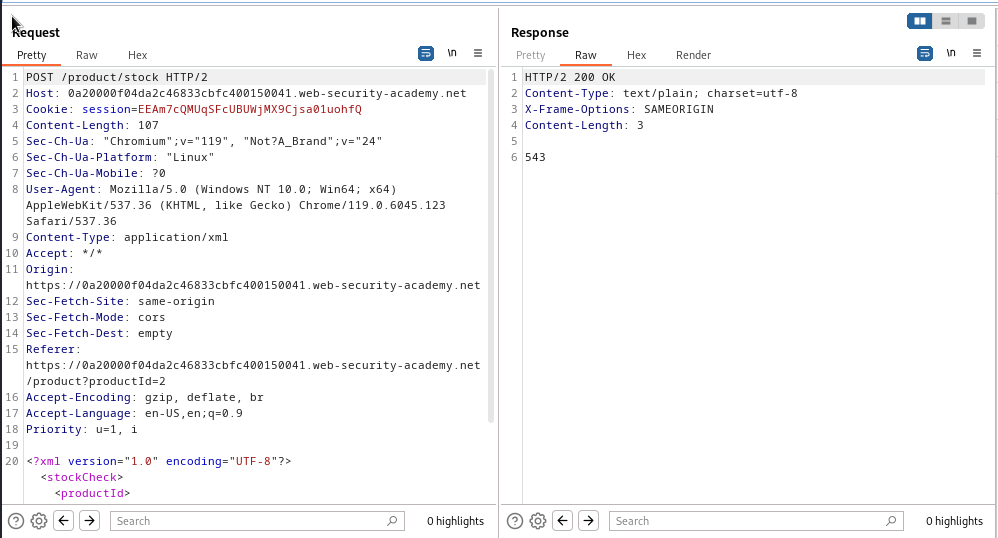 Request
Pretty Raw Hex \n
1 POST /product/stock HTTP/2
2 Host: 0a20000f04da2c46833cbfc400150041.web-security-academy.net
3 Cookie: session=EEAm7cQMUqSFcUBUWjMX9Cjsa01uohfQ
4 Content-Length: 107
5 Sec-Ch-Ua: "Chromium";v="119", "Not?A_Brand";v="24"
6 Sec-Ch-Ua-Platform: "Linux"
7 Sec-Ch-Ua-Mobile: ?0
8 User-Agent: Mozilla/5.0 (Windows NT 10.0; Win64; x64)
AppleWebKit/537.36 (KHTML, like Gecko) Chrome/119.0.6045.123
Safari/537.36
9 Content-Type: application/xml
10 Accept: */*
11 Origin:
https://0a20000f04da2c46833cbfc400150041.web-security-academy.net
12 Sec-Fetch-Site: same-origin
13 Sec-Fetch-Mode: cors
14 Sec-Fetch-Dest: empty
15 Referer:
https://0a20000f04da2c46833cbfc400150041.web-security-academy.net
/product?productId=2
16 Accept-Encoding: gzip, deflate, br
17 Accept-Language: en-US,en;q=0.9
18 Priority: u=1, i
19
20 <?xml version="1.0" encoding="UTF-8"?>
<stockCheck>
<productId>
Search 0 highlights
Response
Pretty Raw Hex Render \n
1 HTTP/2 200 OK
2 Content-Type: text/plain; charset=utf-8
3 X-Frame-Options: SAMEORIGIN
4 Content-Length: 3
5
6 543
Search 0 highlights